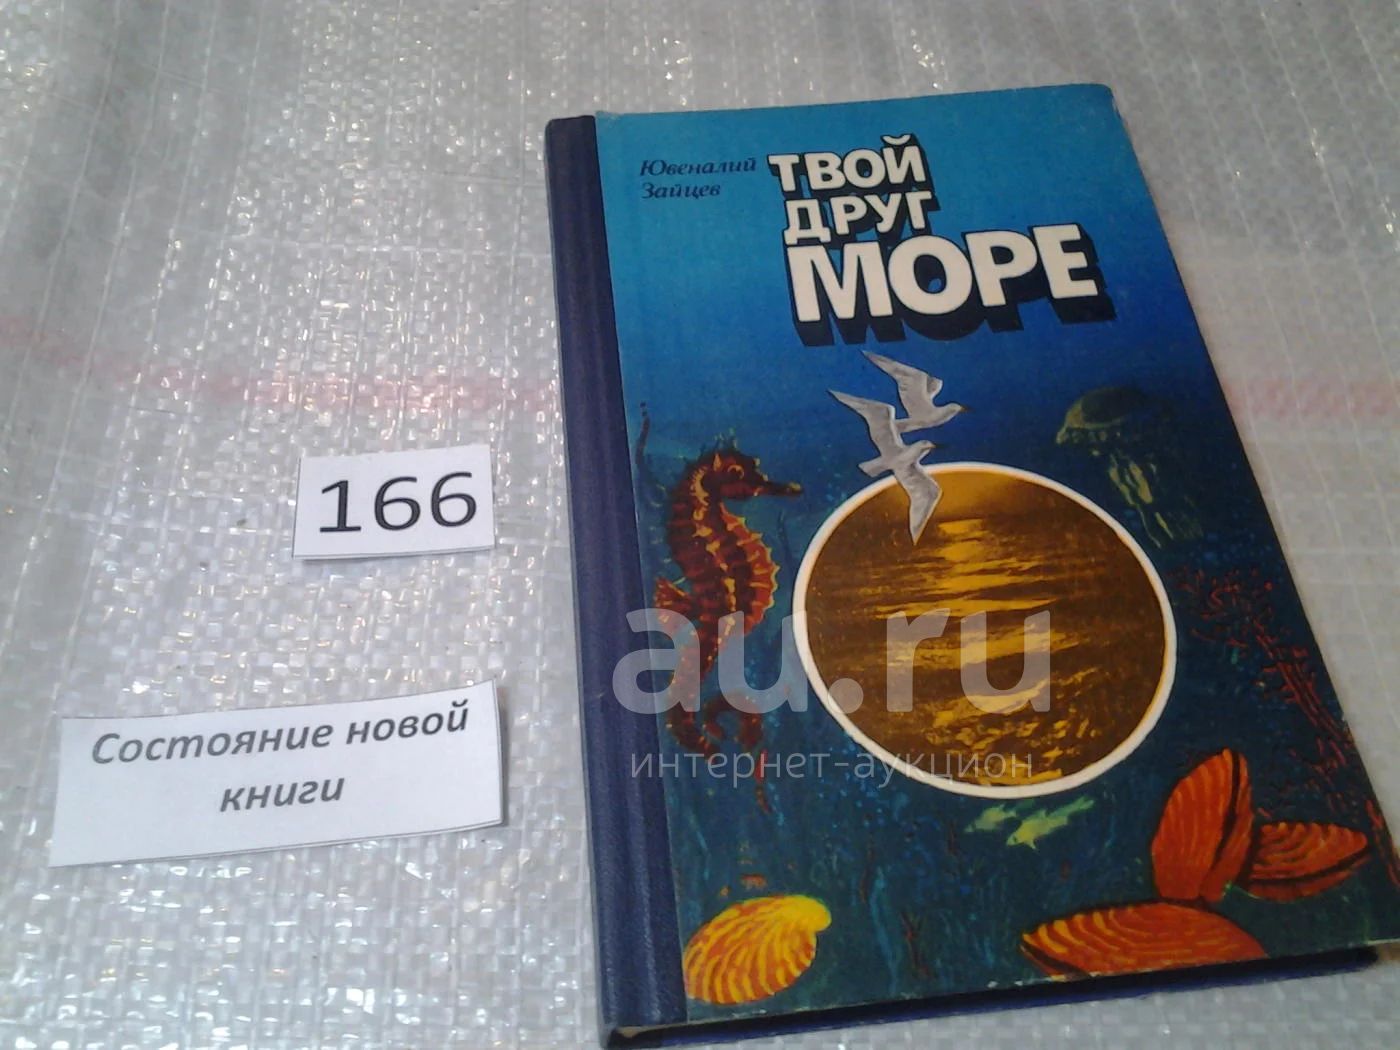 Ювеналий
Зайцев
ТВОЙ
ДРУГ
МОРЕ
166
Состояние новой
книги
au.ru
интернет-аукцион